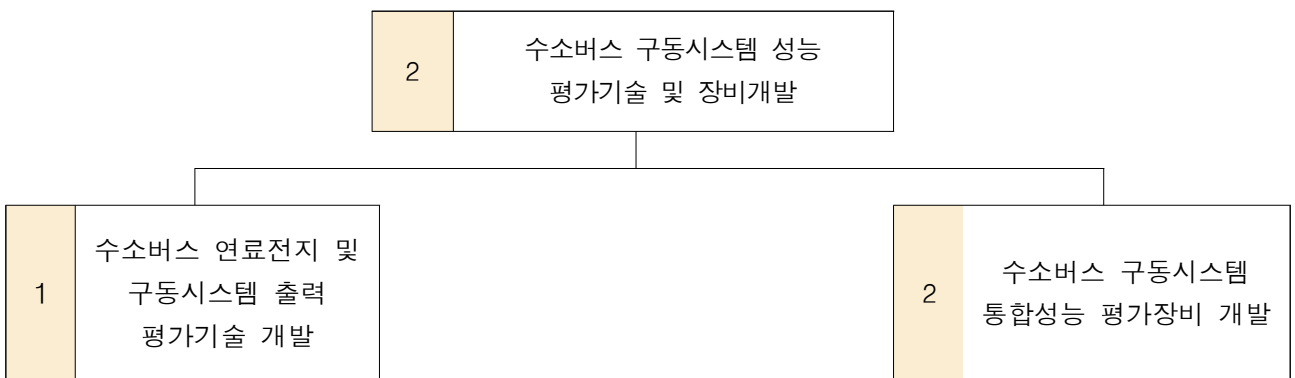 2
수소버스 구동시스템 성능
평가기술 및 장비개발
1
수소버스 연료전지 및
구동시스템 출력
평가기술 개발
2
수소버스 구동시스템
통합성능 평가장비 개발